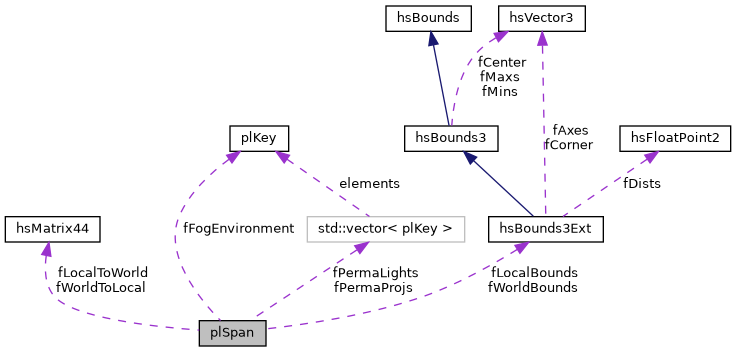 hsBounds
hsVector3
fCenter
fMaxs
fMins
plKey
hsBounds3
fAxes
fCorner
hsFloatPoint2
elements
fDists
hsMatrix44
fFogEnvironment
std::vector< plKey >
hsBounds3Ext
fLocalToWorld
fWorldToLocal
fPermaLights
fPermaProjs
fLocalBounds
fWorldBounds
plSpan